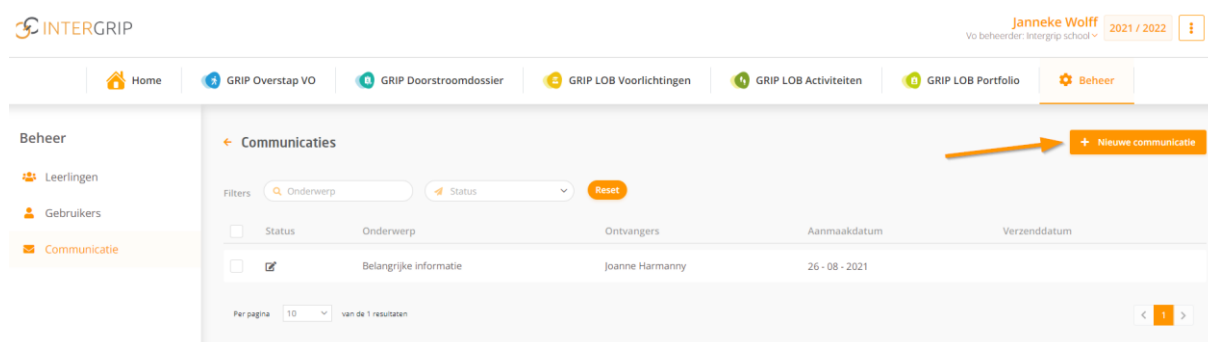 INTERGRIP
Janneke Wolff
Vo beheerder: Intergrip school
2021 / 2022
Home
GRIP Overstap VO
GRIP Doorstroomdossier
GRIP LOB Voorlichtingen
GRIP LOB Activiteiten
GRIP LOB Portfolio
Beheer
Beheer
Leerlingen
Gebruikers
Communicatie
Communicaties
+ Nieuwe communicatie
Filters
Onderwerp
Status
Reset
Status Onderwerp Ontvangers Aanmaakdatum Verzenddatum
Belangrijke informatie Joanne Harmanny 26 - 08 - 2021
Per pagina 10 van de 1 resultaten
< 1 >